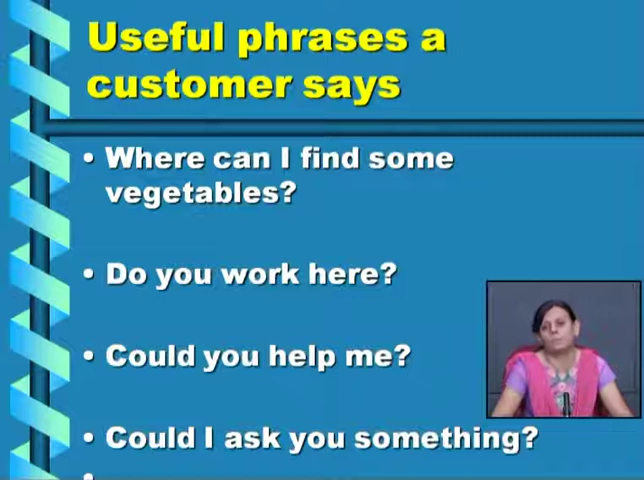 Useful phrases a
customer says
• Where can I find some
vegetables?
• Do you work here?
• Could you help me?
• Could I ask you something?
•